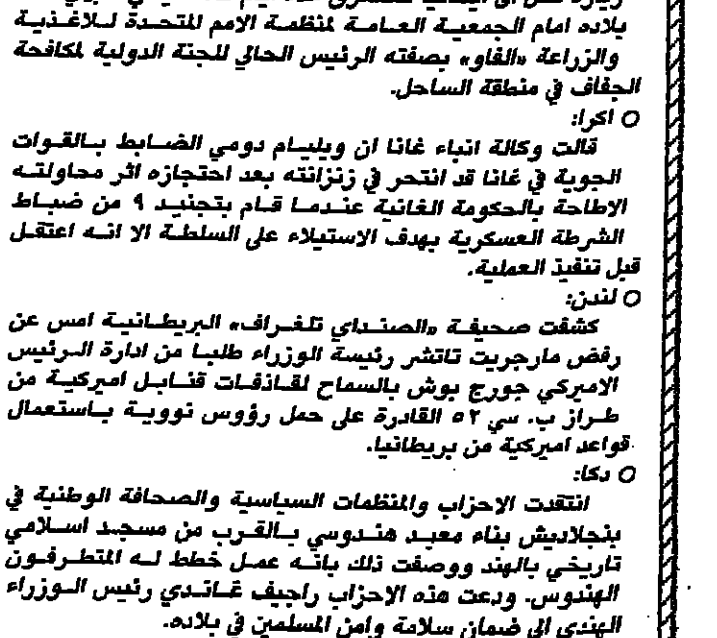 بلاده امام الجمعية العامة لمنظمة الامم المتحدة للاغذية
والزراعة «الفاو» بصفته الرئيس الحالي للجنة الدولية لمكافحة
الجفاف في منطقة الساحل.
○ اكرا:
قالت وكالة انباء غانا ان ويليام دومي الضابط بالقوات
الجوية في غانا قد انتحر في زنزانته بعد احتجازه اثر محاولته
الاطاحة بالحكومة الغانية عندما قام بتجنيد ٩ من ضباط
الشرطة العسكرية بهدف الاستيلاء على السلطة الا انه اعتقل
قبل تنفيذ العملية.
○ لندن:
كشفت صحيفة «الصنداي تلغراف» البريطانية امس عن
رفض مارجريت تاتشر رئيسة الوزراء طلبا من ادارة الرئيس
الاميركي جورج بوش بالسماح لقاذفات قنابل اميركية من
طراز ب. سي ٥٢ القادرة على حمل رؤوس نووية باستعمال
قواعد اميركية من بريطانيا.
○ دكا:
انتقدت الاحزاب والمنظمات السياسية والصحافة الوطنية في
بنجلاديش بناء معبد هندوسي بالقرب من مسجد اسلامي
تاريخي بالهند ووصفت ذلك بانه عمل خطط له المتطرفون
الهندوس. ودعت هذه الاحزاب راجيف غاندي رئيس الوزراء
الهندي الى ضمان سلامة وامن المسلمين في بلاده.